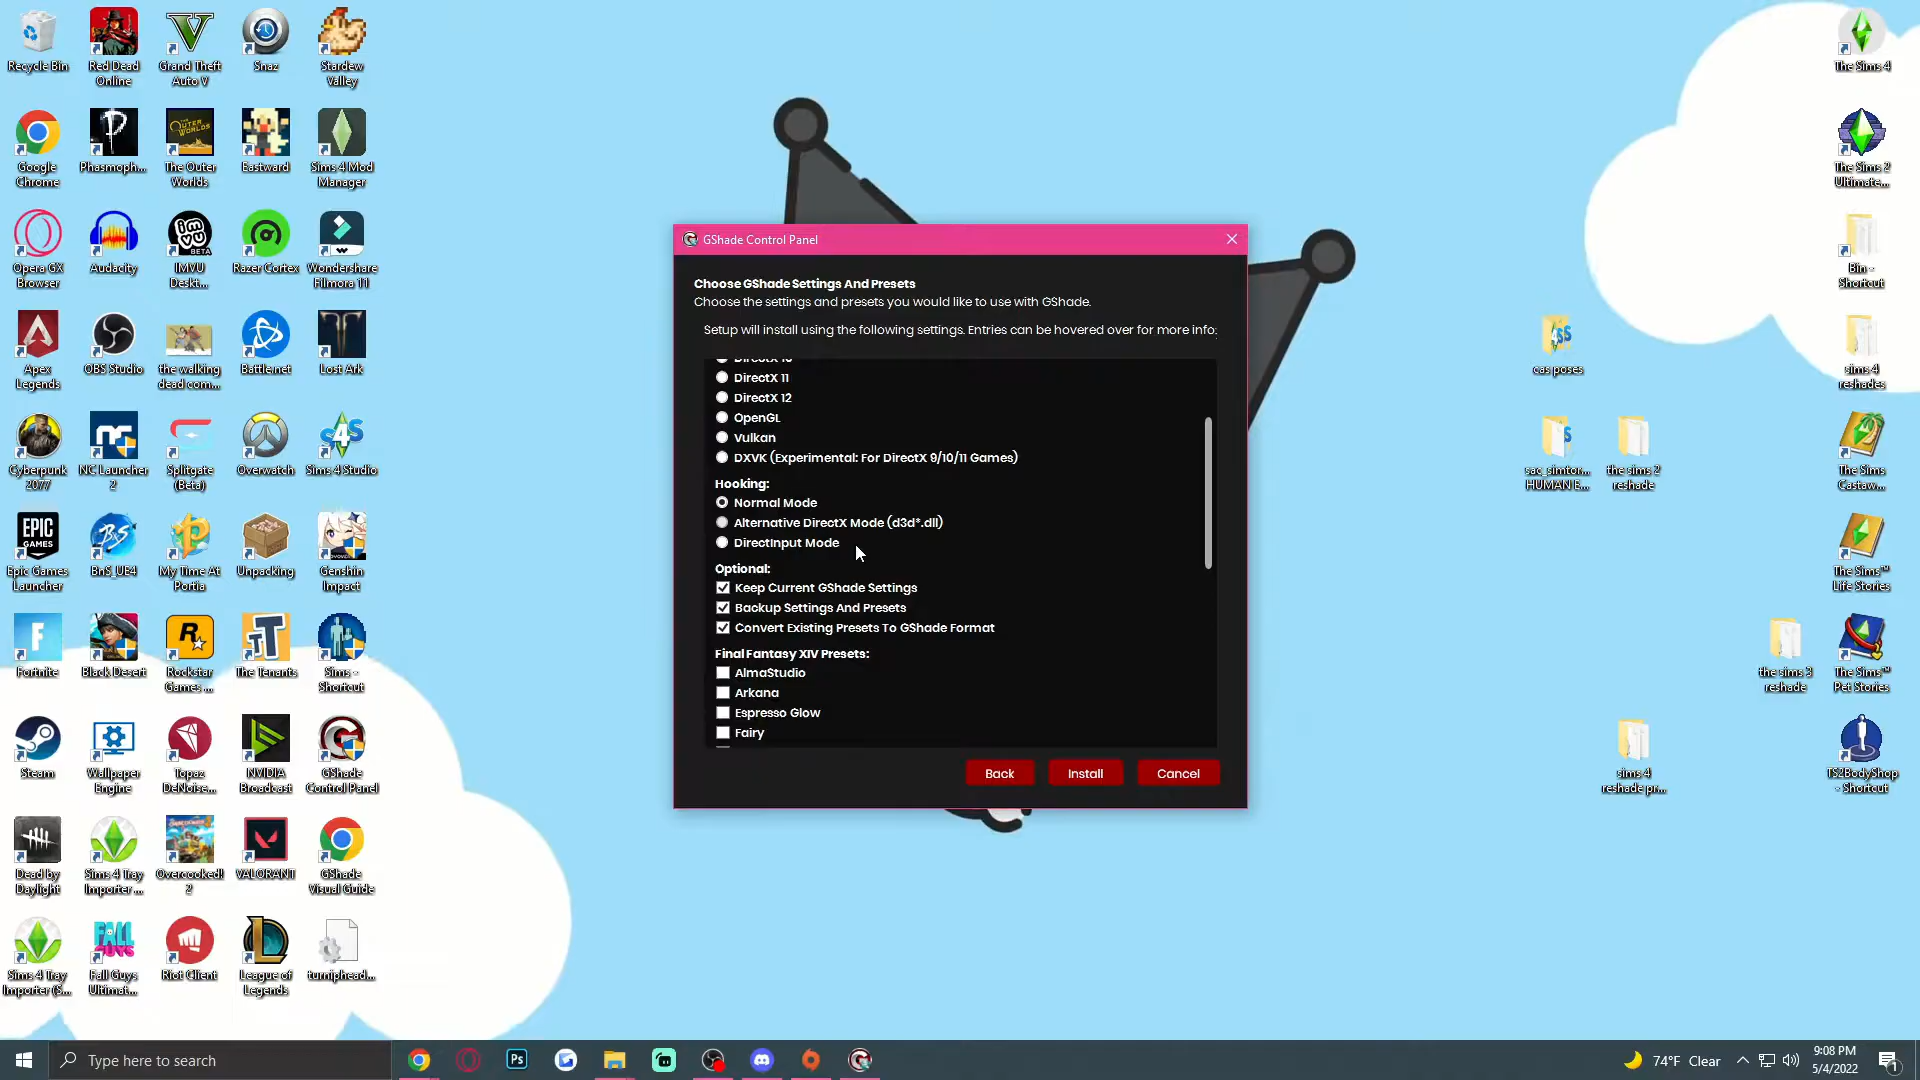 Recycle Bin
Red Dead
Online
Grand Theft
Auto V
Snaz
Stardew
Valley
Google
Chrome
Phasmoph...
The Outer
Worlds
Eastward
Sims 4 Mod
Manager
Opera GX
Browser
Audacity
IMVU
Deskt...
Razer Cortex
Wondershare
Filmora 11
Apex
Legends
OBS Studio
the walking
dead com...
Battle.net
Lost Ark
Cyberpunk
2077
NC Launcher
2
Splitgate
(Beta)
Overwatch
Sims 4 Studio
Epic Games
Launcher
BnS_UE4
My Time At
Portia
Unpacking
Genshin
Impact
Fortnite
Black Desert
Rockstar
Games ...
The Tenants
Sims -
Shortcut
Steam
Wallpaper
Engine
Topaz
DeNoise...
NVIDIA
Broadcast
GShade
Control Panel
Dead by
Daylight
Sims 4 Tray
Importer ...
Overcooked!
2
VALORANT
GShade
Visual Guide
Sims 4 Tray
Importer (S...
Fall Guys
Ultimat...
Riot Client
League of
Legends
turniphead...
GShade Control Panel
Choose GShade Settings And Presets
Choose the settings and presets you would like to use with GShade.
Setup will install using the following settings. Entries can be hovered over for more info:
DirectX 10
DirectX 11
DirectX 12
OpenGL
Vulkan
DXVK (Experimental: For DirectX 9/10/11 Games)
Hooking:
Normal Mode
Alternative DirectX Mode (d3d*.dll)
DirectInput Mode
Optional:
Keep Current GShade Settings
Backup Settings And Presets
Convert Existing Presets To GShade Format
Final Fantasy XIV Presets:
AlmaStudio
Arkana
Espresso Glow
Fairy
Back
Install
Cancel
The Sims 4
The Sims 2
Ultimate...
Bin -
Shortcut
cas poses
sims 4
reshades
sac_simtor...
HUMAN E...
the sims 2
reshade
The Sims
Castaw...
The Sims™
Life Stories
the sims 3
reshade
The Sims™
Pet Stories
sims 4
reshade pr...
TS2BodyShop
- Shortcut
Type here to search
74°F Clear
9:08 PM
5/4/2022